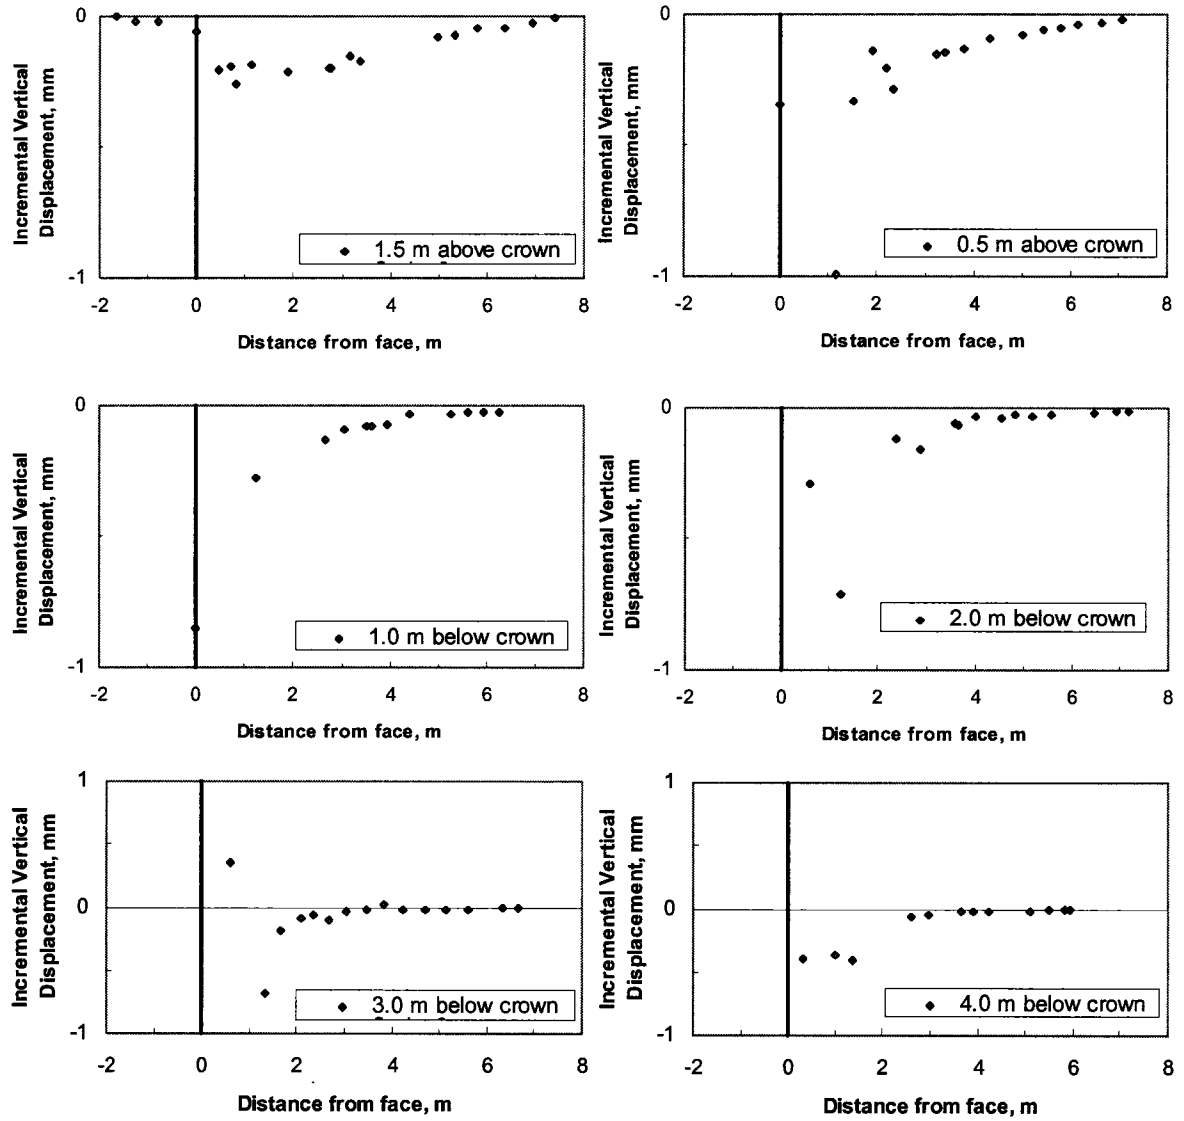 Incremental Vertical
Displacement, mm
0
-1
-2 0 2 4 6 8
1.5 m above crown
Distance from face, m
Incremental Vertical
Displacement, mm
0
-1
-2 0 2 4 6 8
0.5 m above crown
Distance from face, m
Incremental Vertical
Displacement, mm
0
-1
-2 0 2 4 6 8
1.0 m below crown
Distance from face, m
Incremental Vertical
Displacement, mm
0
-1
-2 0 2 4 6 8
2.0 m below crown
Distance from face, m
Incremental Vertical
Displacement, mm
1
0
-1
-2 0 2 4 6 8
3.0 m below crown
Distance from face, m
Incremental Vertical
Displacement, mm
1
0
-1
-2 0 2 4 6 8
4.0 m below crown
Distance from face, m